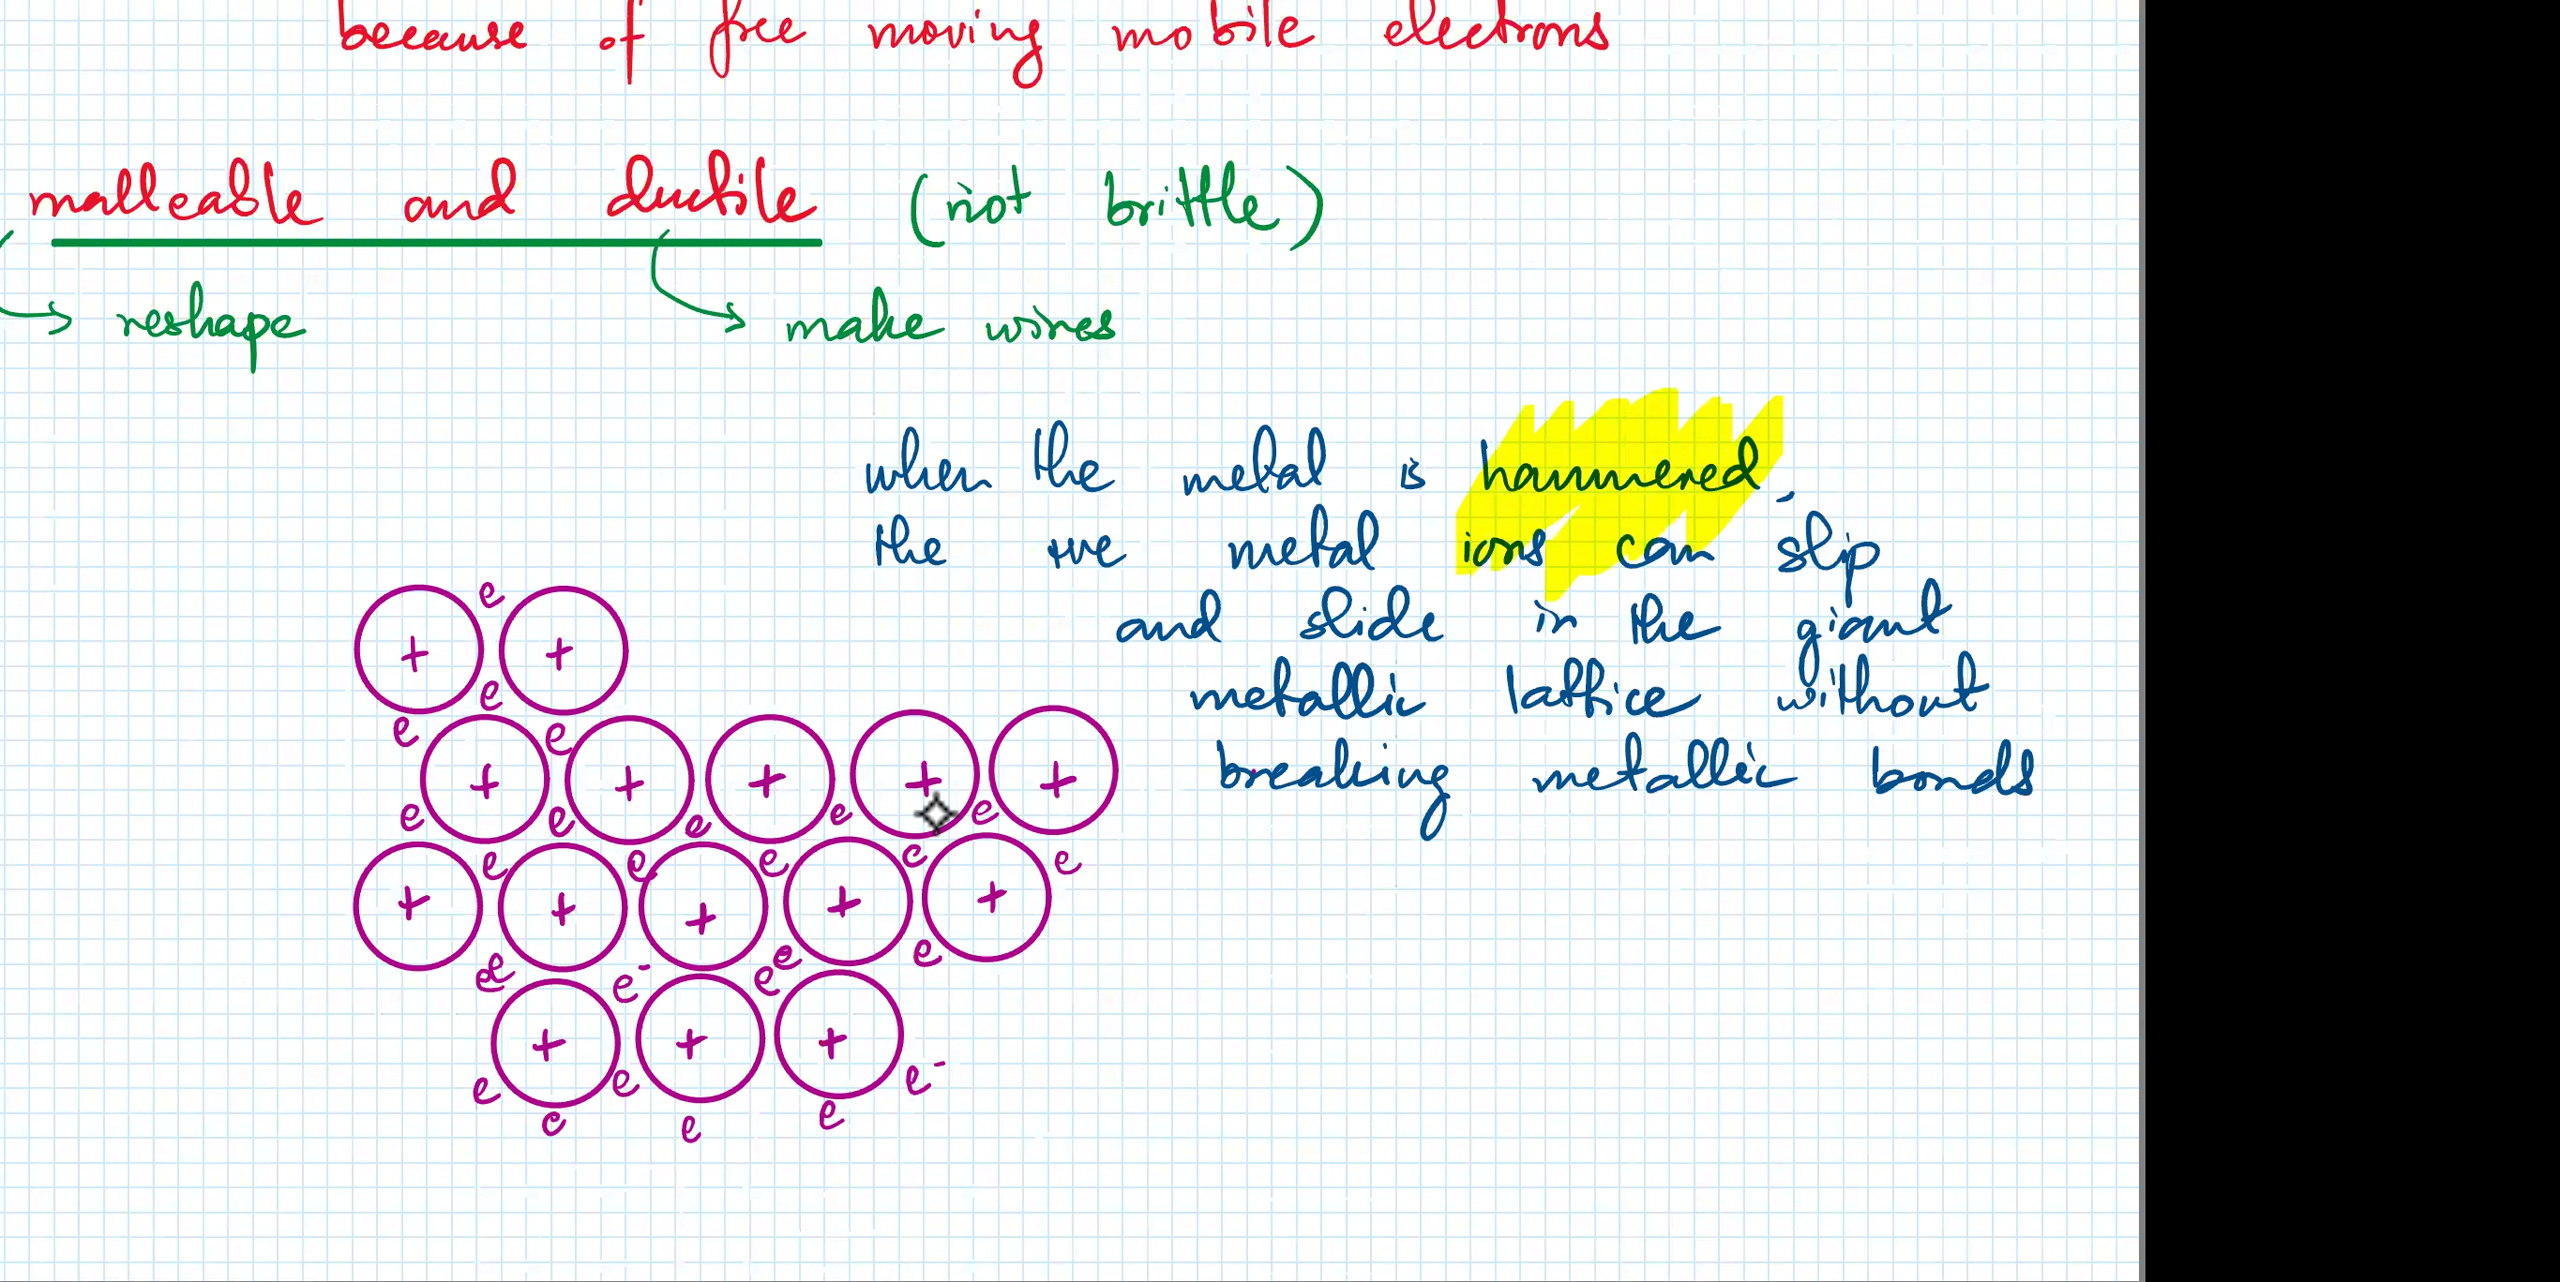 because of free moving mobile electrons
malleable and ductile (not brittle)
→ reshape → make wires
when the metal is hammered,
the +ve metal ions can slip
and slide in the giant
metallic lattice without
breaking metallic bonds
e
+ +
e
e e
+ + + + +
e e e e e
e e e c e
+ + + + +
e e e
e e⁻ e
+ + +
e e e⁻
c e e